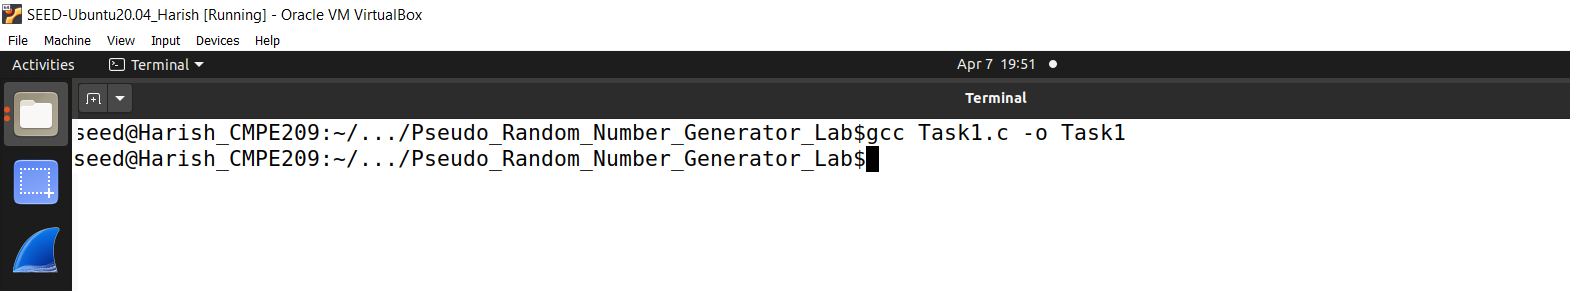 SEED-Ubuntu20.04_Harish [Running] - Oracle VM VirtualBox
File Machine View Input Devices Help
Activities Terminal Apr 7 19:51
Terminal
seed@Harish_CMPE209:~/.../Pseudo_Random_Number_Generator_Lab$gcc Task1.c -o Task1
seed@Harish_CMPE209:~/.../Pseudo_Random_Number_Generator_Lab$